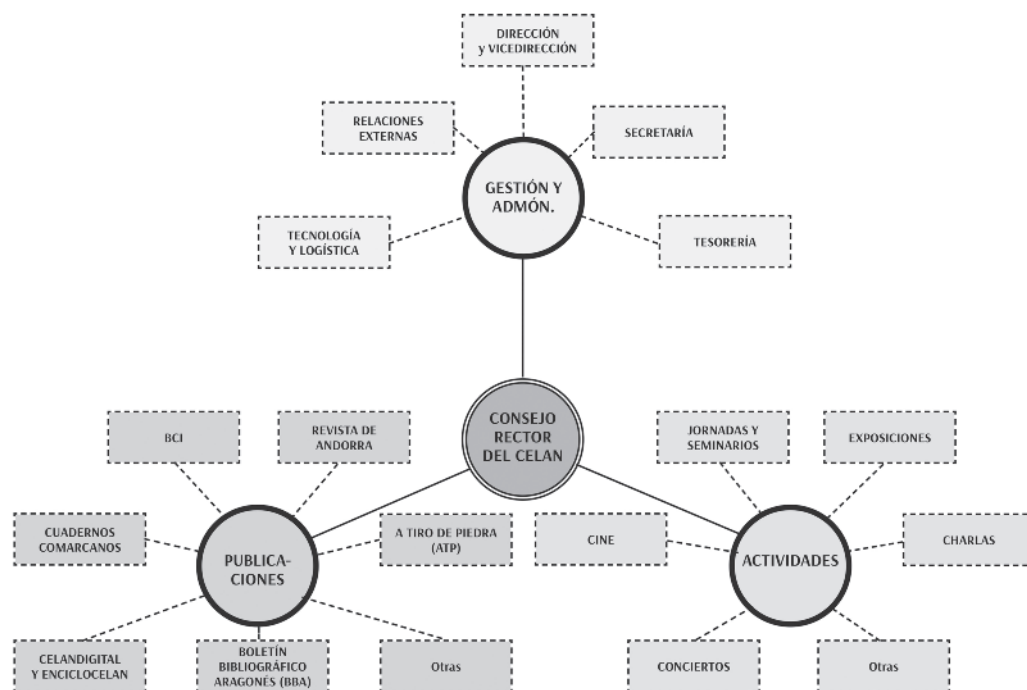 DIRECCIÓN
y VICEDIRECCIÓN
RELACIONES
EXTERNAS
SECRETARÍA
GESTIÓN Y
ADMÓN.
TECNOLOGÍA
Y LOGÍSTICA
TESORERÍA
CONSEJO
RECTOR
DEL CELAN
BCI
REVISTA DE
ANDORRA
JORNADAS Y
SEMINARIOS
EXPOSICIONES
CUADERNOS
COMARCANOS
A TIRO DE PIEDRA
(ATP)
CINE
CHARLAS
PUBLICA-
CIONES
ACTIVIDADES
CELANDIGITAL
Y ENCICLOCELAN
BOLETÍN
BIBLIOGRÁFICO
ARAGONÉS (BBA)
Otras
CONCIERTOS
Otras